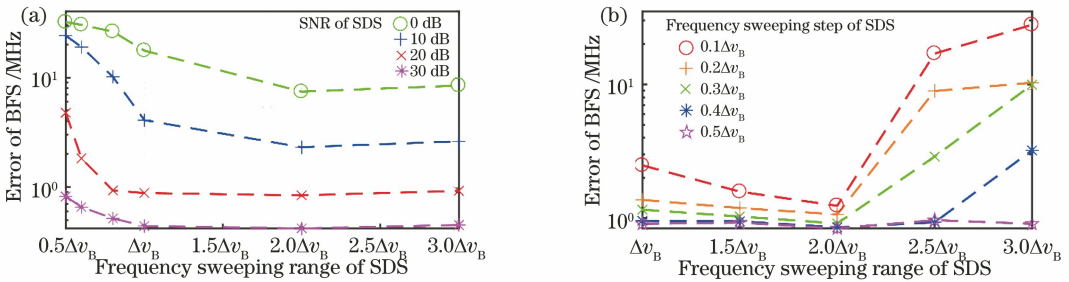 (a)
SNR of SDS
0 dB
10 dB
20 dB
30 dB
10¹
10⁰
Error of BFS /MHz
0.5Δv_B
Δv_B
1.5Δv_B
2.0Δv_B
2.5Δv_B
3.0Δv_B
Frequency sweeping range of SDS
(b)
Frequency sweeping step of SDS
0.1Δv_B
0.2Δv_B
0.3Δv_B
0.4Δv_B
0.5Δv_B
10¹
10⁰
Error of BFS /MHz
Δv_B
1.5Δv_B
2.0Δv_B
2.5Δv_B
3.0Δv_B
Frequency sweeping range of SDS